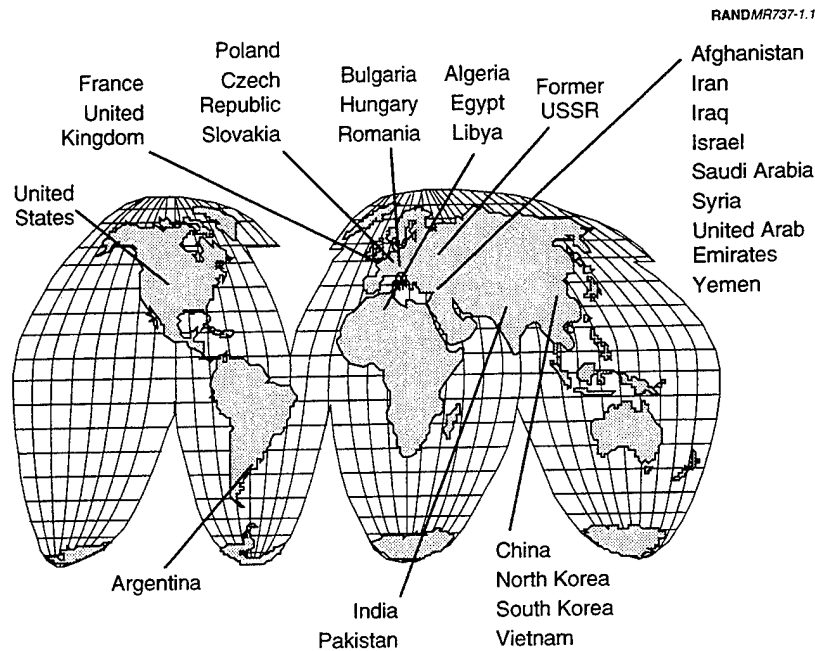 RANDMR737-1.1
France
United
Kingdom
Poland
Czech
Republic
Slovakia
Bulgaria
Hungary
Romania
Algeria
Egypt
Libya
Former
USSR
Afghanistan
Iran
Iraq
Israel
Saudi Arabia
Syria
United Arab
Emirates
Yemen
United
States
Argentina
India
Pakistan
China
North Korea
South Korea
Vietnam